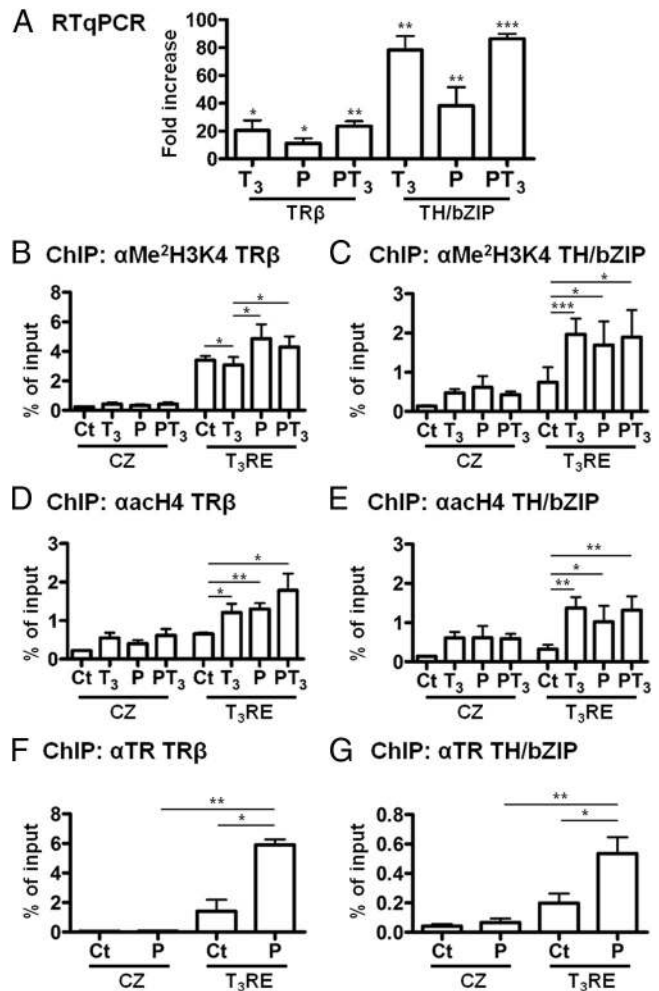 A RTqPCR
Fold increase
100
80
60
40
20
0
* * ** ** ** ***
T₃ P PT₃ T₃ P PT₃
TRβ TH/bZIP
B ChIP: αMe²H3K4 TRβ
% of input
8
6
4
2
0
*
*
*
Ct T₃ P PT₃ Ct T₃ P PT₃
CZ T₃RE
C ChIP: αMe²H3K4 TH/bZIP
% of input
3
2
1
0
*
*
***
Ct T₃ P PT₃ Ct T₃ P PT₃
CZ T₃RE
D ChIP: αacH4 TRβ
% of input
3
2
1
0
*
**
*
Ct T₃ P PT₃ Ct T₃ P PT₃
CZ T₃RE
E ChIP: αacH4 TH/bZIP
% of input
3
2
1
0
**
*
**
Ct T₃ P PT₃ Ct T₃ P PT₃
CZ T₃RE
F ChIP: αTR TRβ
% of input
8
6
4
2
0
**
*
Ct P Ct P
CZ T₃RE
G ChIP: αTR TH/bZIP
% of input
0.8
0.6
0.4
0.2
0.0
**
*
Ct P Ct P
CZ T₃RE